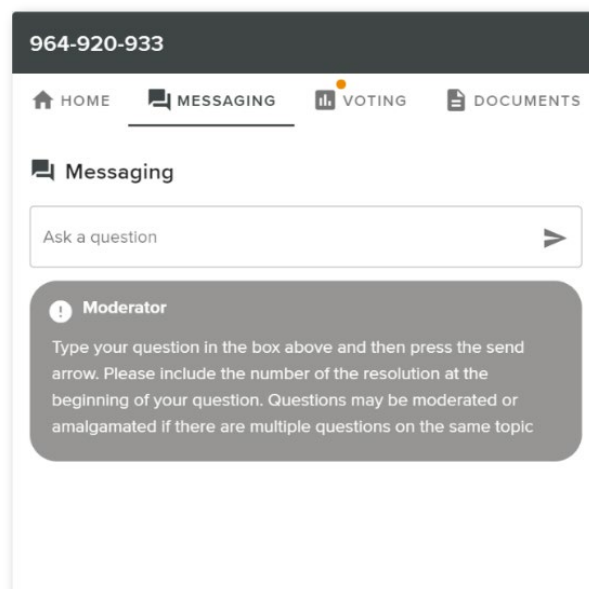 964-920-933
HOME MESSAGING VOTING DOCUMENTS
Messaging
Ask a question
Moderator
Type your question in the box above and then press the send
arrow. Please include the number of the resolution at the
beginning of your question. Questions may be moderated or
amalgamated if there are multiple questions on the same topic